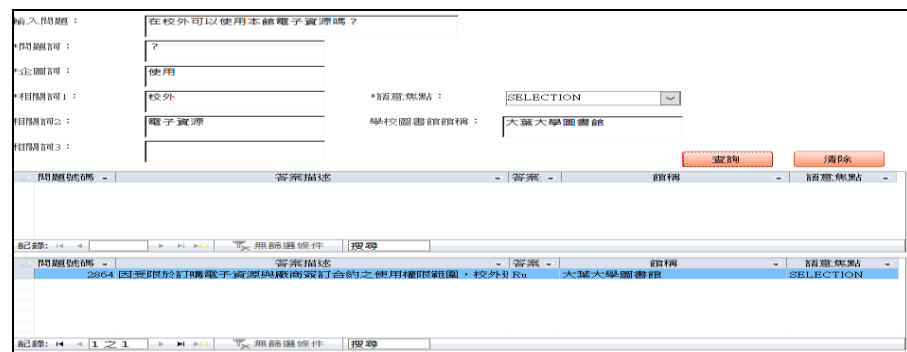 輸入問題： 在校外可以使用本館電子資源嗎？
*問題詞： ？
*企圖詞： 使用
*相關詞1： 校外 *語意焦點： SELECTION
相關詞2： 電子資源 學校圖書館館稱： 大葉大學圖書館
相關詞3：
查詢 清除
問題號碼 答案描述 答案: 館稱 語意焦點
記錄: 無篩選條件 搜尋
問題號碼 答案描述 答案 館稱 語意焦點
2864 因受限於訂購電子資源與廠商簽訂合約之使用權限範圍，校外 Ru 大葉大學圖書館 SELECTION
記錄: 1 之 1 無篩選條件 搜尋